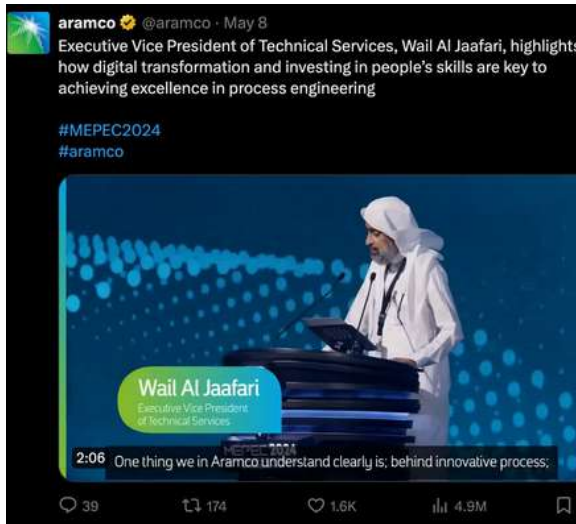 aramco @aramco · May 8
Executive Vice President of Technical Services, Wail Al Jaafari, highlights
how digital transformation and investing in people's skills are key to
achieving excellence in process engineering
#MEPEC2024
#aramco
Wail Al Jaafari
Executive Vice President
of Technical Services
MEPEC 2024
2:06 One thing we in Aramco understand clearly is; behind innovative process;
39 174 1.6K 4.9M